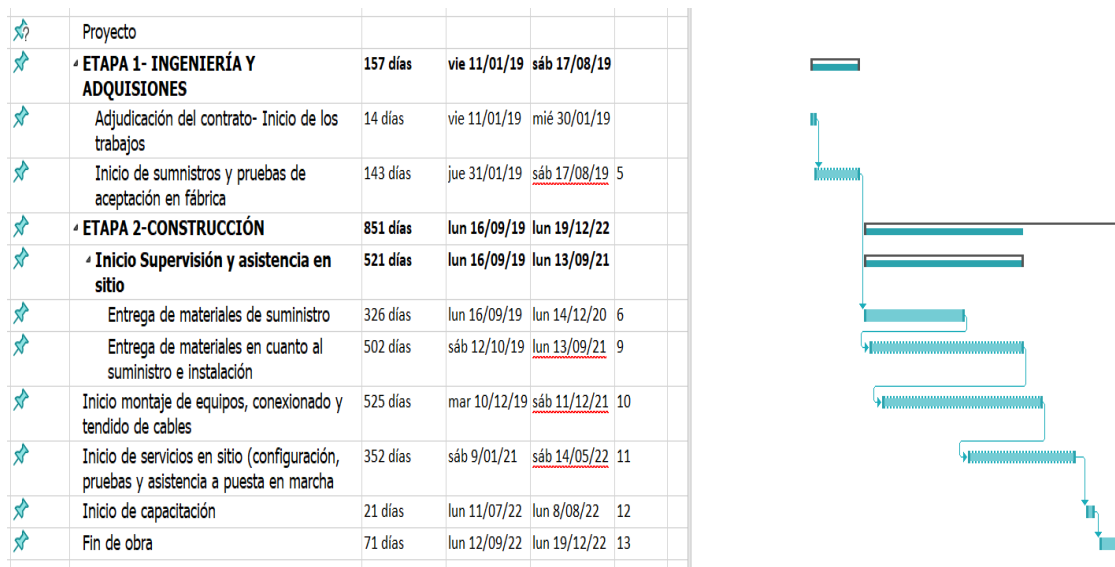 Proyecto
ETAPA 1- INGENIERÍA Y 157 días vie 11/01/19 sáb 17/08/19
ADQUISIONES
Adjudicación del contrato- Inicio de los 14 días vie 11/01/19 mié 30/01/19
trabajos
Inicio de sumnistros y pruebas de 143 días jue 31/01/19 sáb 17/08/19 5
aceptación en fábrica
ETAPA 2-CONSTRUCCIÓN 851 días lun 16/09/19 lun 19/12/22
Inicio Supervisión y asistencia en 521 días lun 16/09/19 lun 13/09/21
sitio
Entrega de materiales de suministro 326 días lun 16/09/19 lun 14/12/20 6
Entrega de materiales en cuanto al 502 días sáb 12/10/19 lun 13/09/21 9
suministro e instalación
Inicio montaje de equipos, conexionado y 525 días mar 10/12/19 sáb 11/12/21 10
tendido de cables
Inicio de servicios en sitio (configuración, 352 días sáb 9/01/21 sáb 14/05/22 11
pruebas y asistencia a puesta en marcha
Inicio de capacitación 21 días lun 11/07/22 lun 8/08/22 12
Fin de obra 71 días lun 12/09/22 lun 19/12/22 13